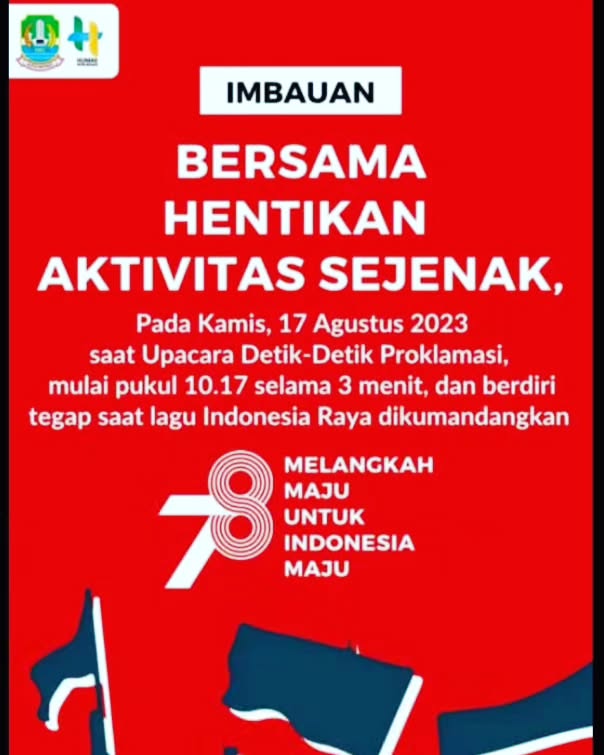 IMBAUAN
BERSAMA
HENTIKAN
AKTIVITAS SEJENAK,
Pada Kamis, 17 Agustus 2023
saat Upacara Detik-Detik Proklamasi,
mulai pukul 10.17 selama 3 menit, dan berdiri
tegap saat lagu Indonesia Raya dikumandangkan
78
MELANGKAH
MAJU
UNTUK
INDONESIA
MAJU